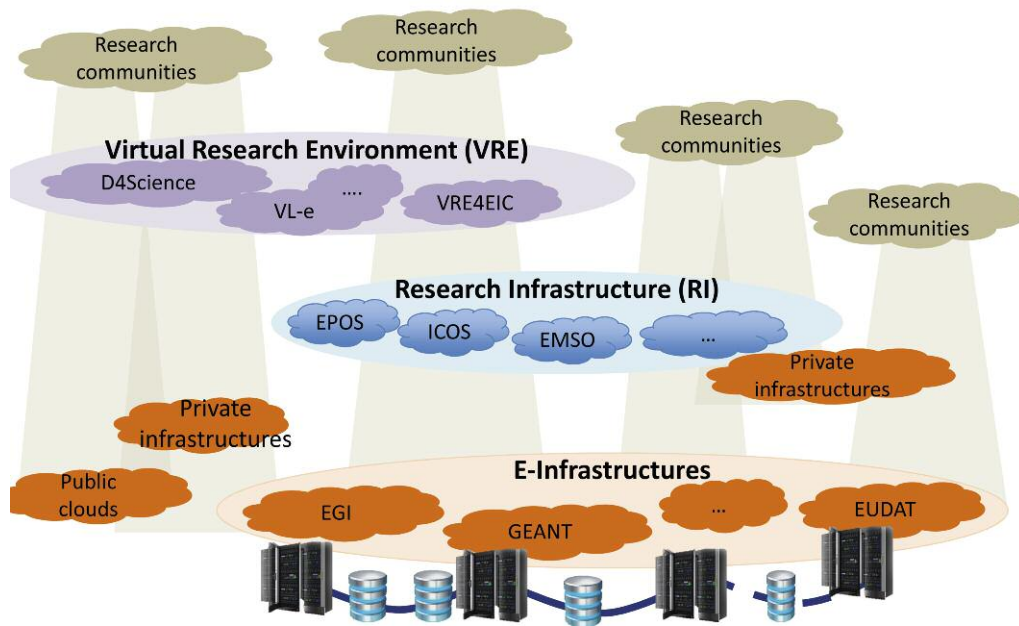 Research
communities
Research
communities
Research
communities
Virtual Research Environment (VRE)
D4Science
....
VL-e
VRE4EIC
Research
communities
Research Infrastructure (RI)
EPOS
ICOS
EMSO
...
Private
infrastructures
Private
infrastructures
Public
clouds
E-Infrastructures
EGI
GEANT
...
EUDAT